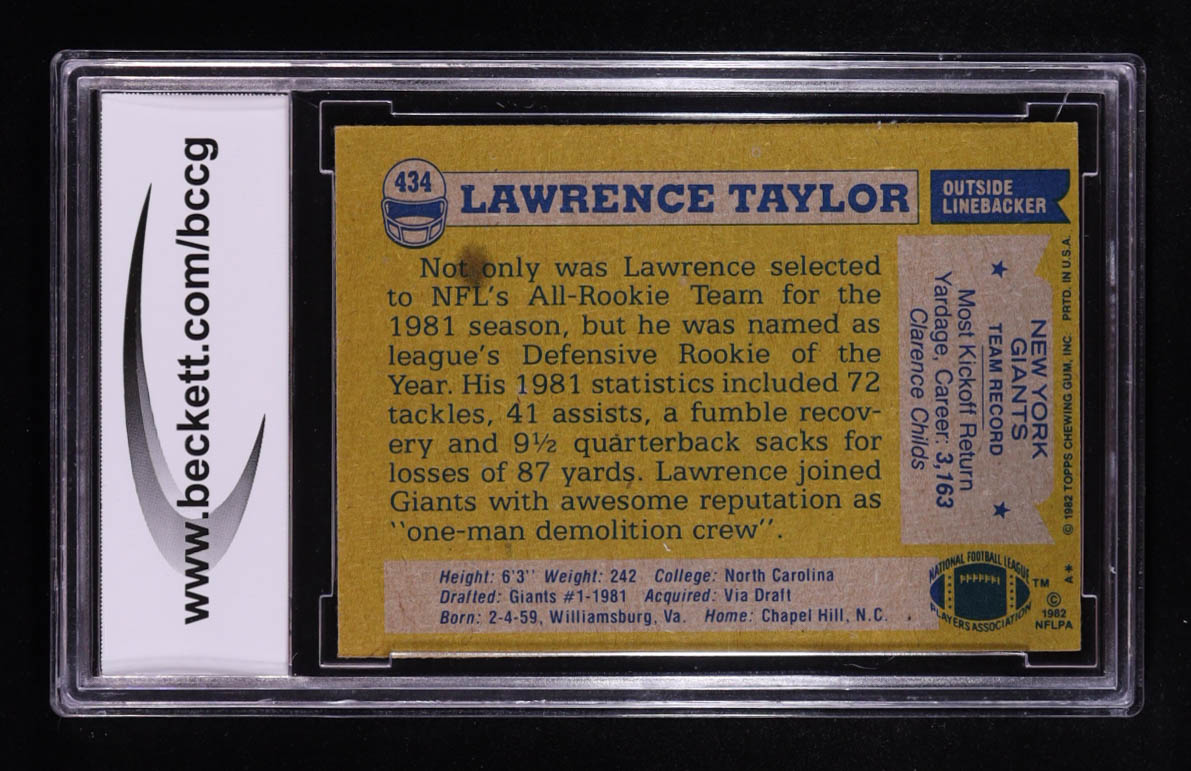 www.beckett.com/bccg
434
LAWRENCE TAYLOR
OUTSIDE
LINEBACKER
Not only was Lawrence selected
to NFL's All-Rookie Team for the
1981 season, but he was named as
league's Defensive Rookie of the
Year. His 1981 statistics included 72
tackles, 41 assists, a fumble recov-
ery and 9½ quarterback sacks for
losses of 87 yards. Lawrence joined
Giants with awesome reputation as
"one-man demolition crew".
NEW YORK
GIANTS
★ TEAM RECORD ★
Most Kickoff Return
Yardage, Career: 3,163
Clarence Childs
© 1982 TOPPS CHEWING GUM, INC. PRTD. IN U.S.A.
A*
Height: 6'3" Weight: 242 College: North Carolina
Drafted: Giants #1-1981 Acquired: Via Draft
Born: 2-4-59, Williamsburg, Va. Home: Chapel Hill, N.C.
NATIONAL FOOTBALL LEAGUE
PLAYERS ASSOCIATION
TM
©
1982
NFLPA